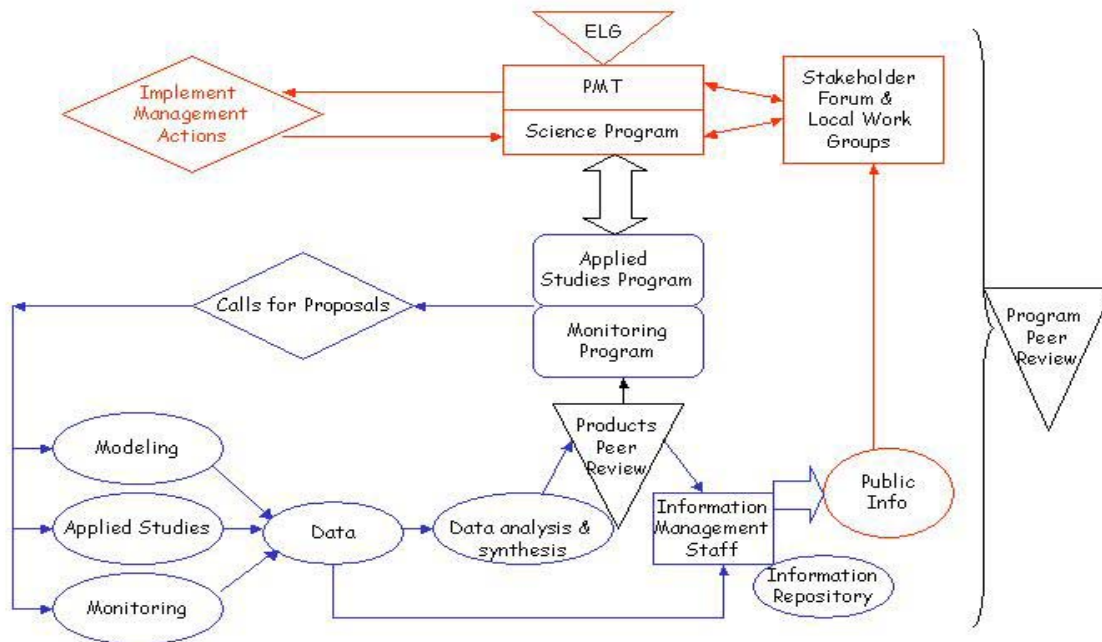 ELG
PMT
Science Program
Implement
Management
Actions
Stakeholder
Forum &
Local Work
Groups
Applied
Studies Program
Monitoring
Program
Calls for Proposals
Program
Peer
Review
Products
Peer
Review
Modeling
Applied Studies
Monitoring
Data
Data analysis &
synthesis
Information
Management
Staff
Public
Info
Information
Repository